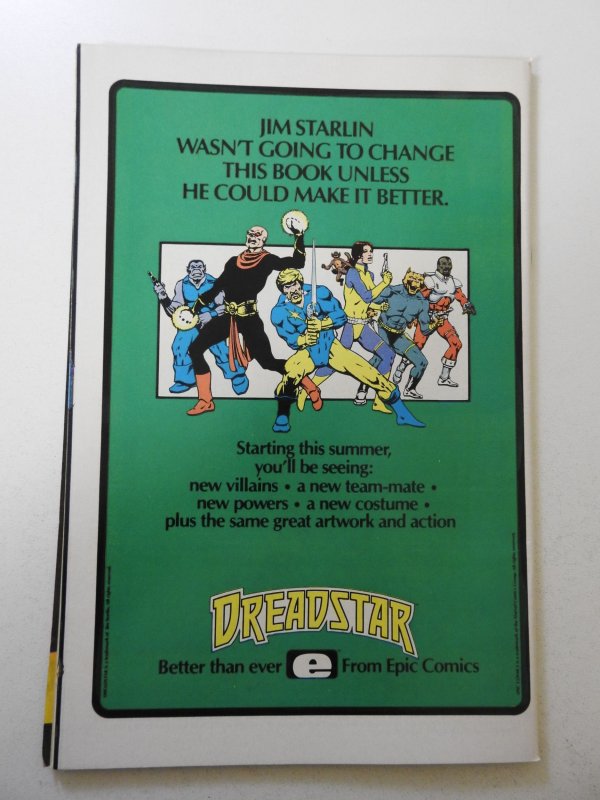 JIM STARLIN
WASN'T GOING TO CHANGE
THIS BOOK UNLESS
HE COULD MAKE IT BETTER.
Starting this summer,
you'll be seeing:
new villains • a new team-mate •
new powers • a new costume •
plus the same great artwork and action
DREADSTAR
Better than ever e From Epic Comics